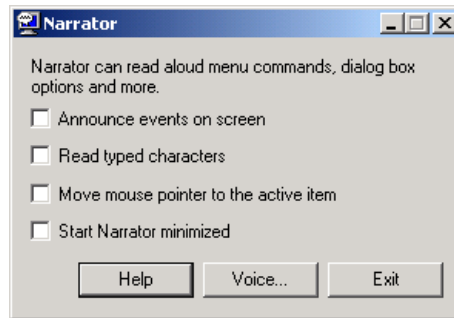 Narrator
Narrator can read aloud menu commands, dialog box
options and more.
Announce events on screen
Read typed characters
Move mouse pointer to the active item
Start Narrator minimized
Help Voice... Exit